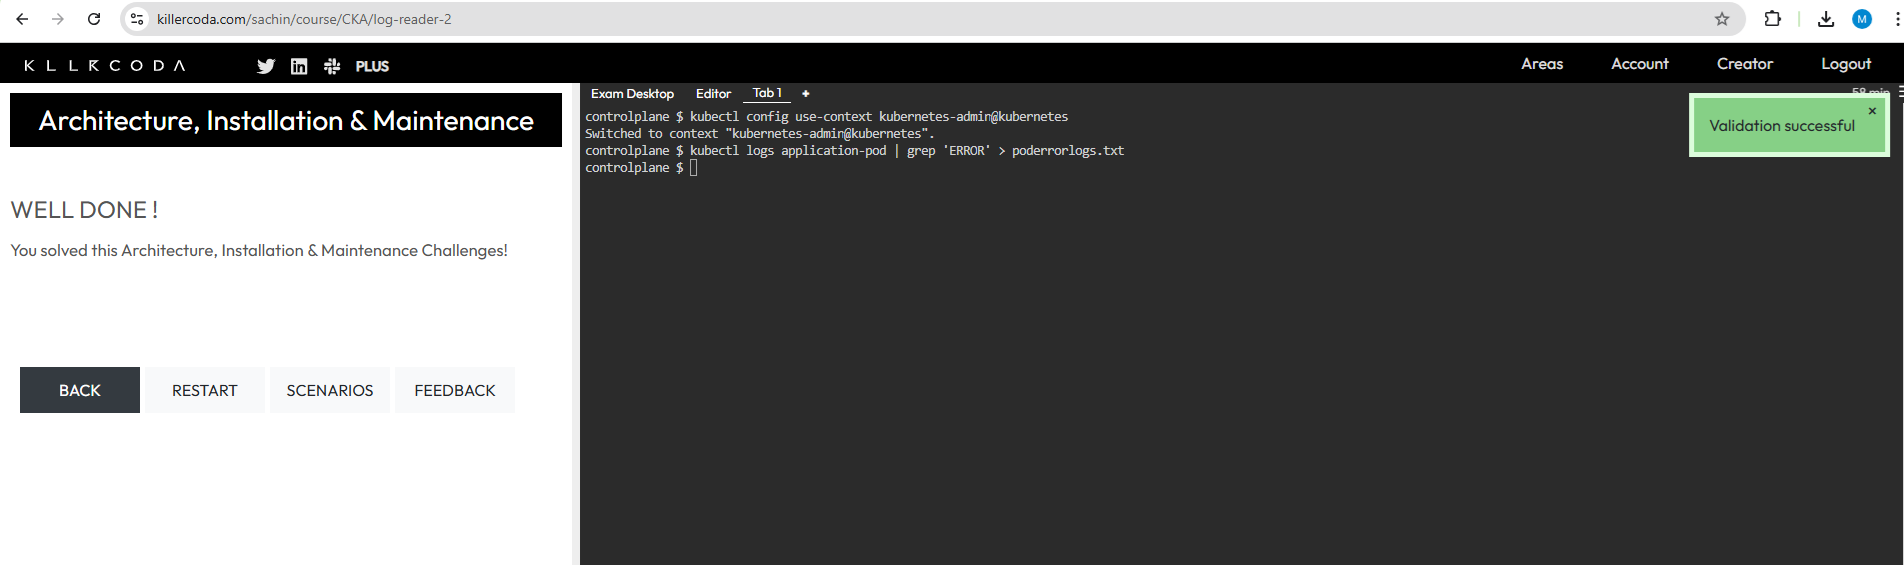 killercoda.com/sachin/course/CKA/log-reader-2
M
KLLRCODA
PLUS
Areas
Account
Creator
Logout
Architecture, Installation & Maintenance
WELL DONE !
You solved this Architecture, Installation & Maintenance Challenges!
BACK
RESTART
SCENARIOS
FEEDBACK
Exam Desktop
Editor
Tab 1
+
58 min
controlplane $ kubectl config use-context kubernetes-admin@kubernetes
Switched to context "kubernetes-admin@kubernetes".
controlplane $ kubectl logs application-pod | grep 'ERROR' > poderrorlogs.txt
controlplane $
Validation successful
×